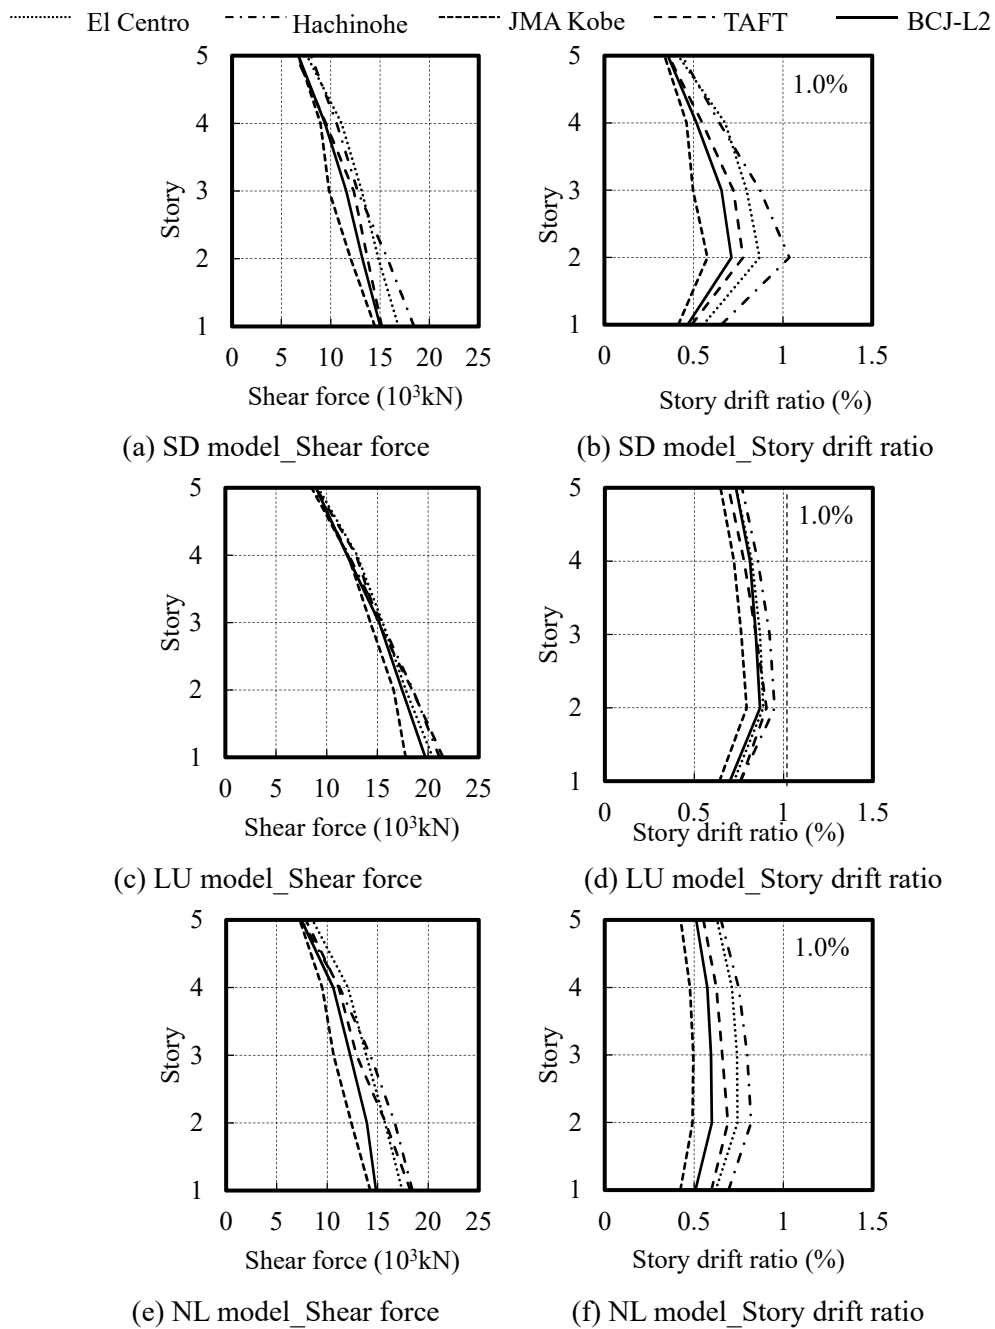 El Centro Hachinohe JMA Kobe TAFT BCJ-L2
5
4
3
2
1
Story
0 5 10 15 20 25
Shear force (10³kN)
(a) SD model_Shear force
5
4
3
2
1
Story
1.0%
0 0.5 1 1.5
Story drift ratio (%)
(b) SD model_Story drift ratio
5
4
3
2
1
Story
0 5 10 15 20 25
Shear force (10³kN)
(c) LU model_Shear force
5
4
3
2
1
Story
1.0%
0 0.5 1 1.5
Story drift ratio (%)
(d) LU model_Story drift ratio
5
4
3
2
1
Story
0 5 10 15 20 25
Shear force (10³kN)
(e) NL model_Shear force
5
4
3
2
1
Story
1.0%
0 0.5 1 1.5
Story drift ratio (%)
(f) NL model_Story drift ratio